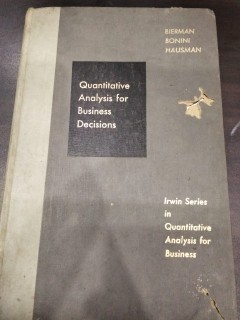 BIERMAN
BONINI
HAUSMAN
Quantitative
Analysis for
Business
Decisions
Irwin Series
in
Quantitative
Analysis for
Business